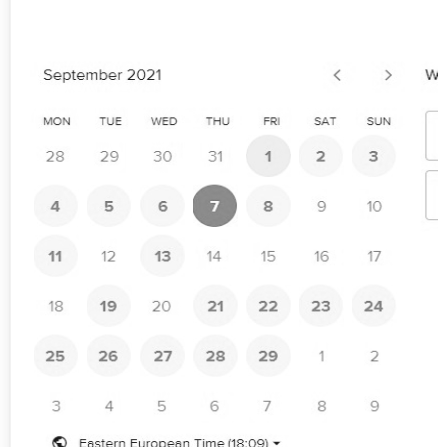 September 2021 < > W
MON TUE WED THU FRI SAT SUN
28 29 30 31 1 2 3
4 5 6 7 8 9 10
11 12 13 14 15 16 17
18 19 20 21 22 23 24
25 26 27 28 29 1 2
3 4 5 6 7 8 9
Eastern European Time (18:09)